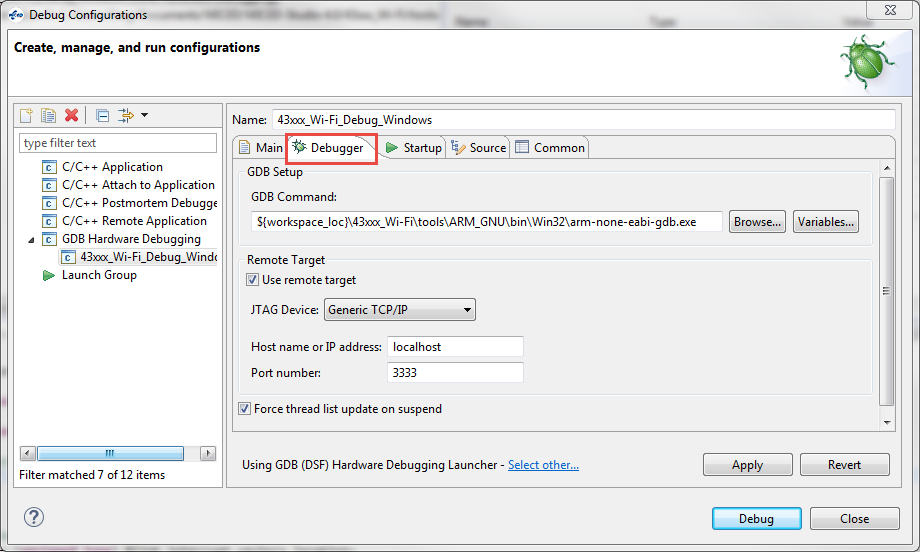 Debug Configurations
Create, manage, and run configurations
type filter text
C/C++ Application
C/C++ Attach to Application
C/C++ Postmortem Debugge
C/C++ Remote Application
GDB Hardware Debugging
43xxx_Wi-Fi_Debug_Windo
Launch Group
Filter matched 7 of 12 items
Name: 43xxx_Wi-Fi_Debug_Windows
Main Debugger Startup Source Common
GDB Setup
GDB Command:
${workspace_loc}\43xxx_Wi-Fi\tools\ARM_GNU\bin\Win32\arm-none-eabi-gdb.exe Browse... Variables...
Remote Target
Use remote target
JTAG Device: Generic TCP/IP
Host name or IP address: localhost
Port number: 3333
Force thread list update on suspend
Using GDB (DSF) Hardware Debugging Launcher - Select other... Apply Revert
Debug Close